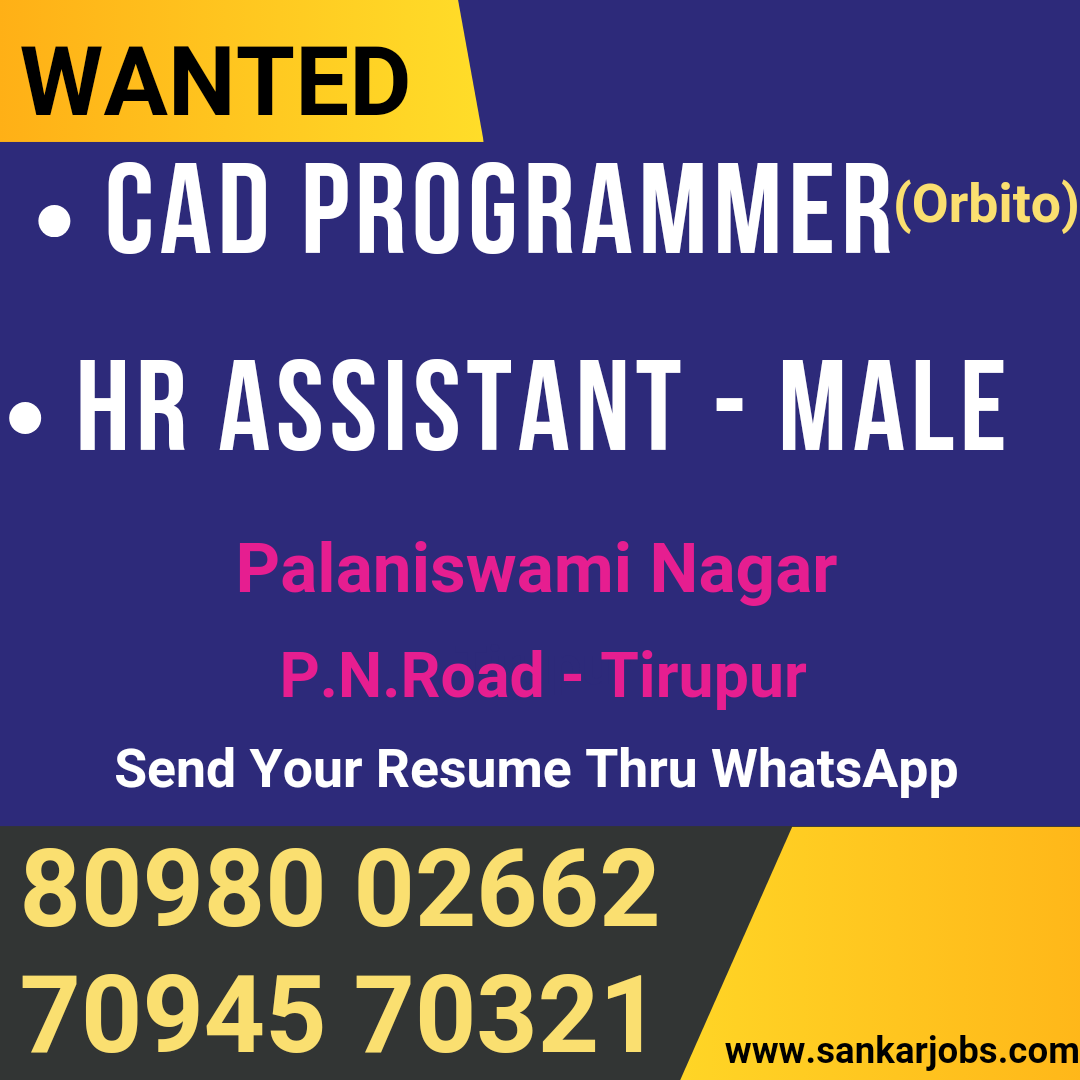 WANTED
• CAD PROGRAMMER (Orbito)
• HR ASSISTANT - MALE
Palaniswami Nagar
P.N.Road - Tirupur
Send Your Resume Thru WhatsApp
80980 02662
70945 70321
www.sankarjobs.com